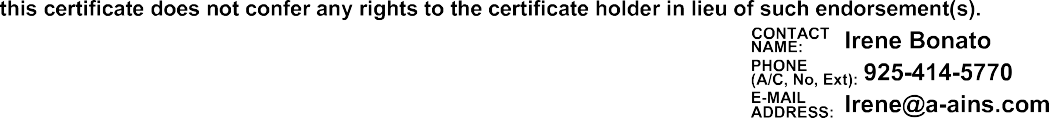 this certificate does not confer any rights to the certificate holder in lieu of such endorsement(s).
CONTACT
NAME: Irene Bonato
PHONE
(A/C, No, Ext): 925-414-5770
E-MAIL
ADDRESS: Irene@a-ains.com